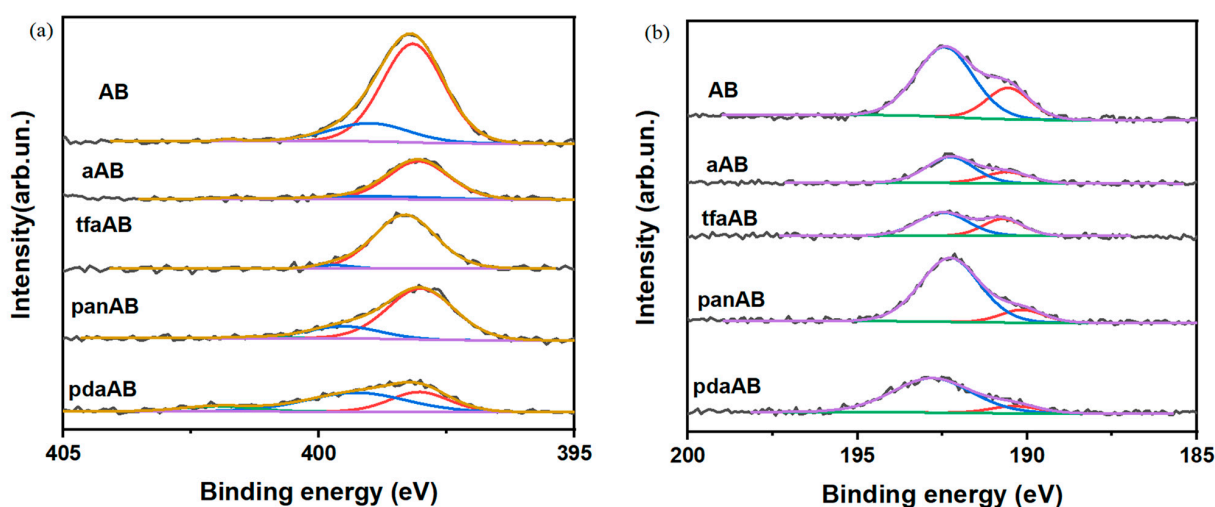 (a)
Intensity(arb.un.)
AB
aAB
tfaAB
panAB
pdaAB
405
400
395
Binding energy (eV)
(b)
Intensity (arb.un.)
AB
aAB
tfaAB
panAB
pdaAB
200
195
190
185
Binding energy (eV)